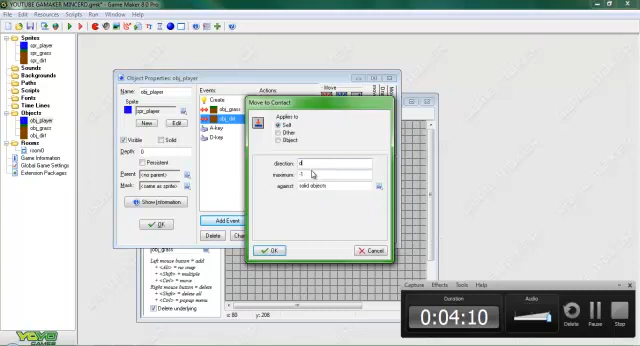 YOUTUBE GAMAKER MINCERD.gmk* - Game Maker 8.0 Pro
File Edit Resources Scripts Run Window Help
Sprites
spr_player
spr_grass
spr_dirt
Sounds
Backgrounds
Paths
Scripts
Fonts
Time Lines
Objects
obj_player
obj_grass
obj_dirt
Rooms
room0
Game Information
Global Game Settings
Extension Packages
Object Properties: obj_player
Name: obj_player
Sprite
spr_player
New Edit
Visible Solid
Depth: 0
Persistent
Parent: <no parent>
Mask: <same as sprite>
Show Information
OK
Events:
Create
obj_grass
obj_dirt
A-key
D-key
Add Event
Delete
Actions:
Move
Move to Contact
Applies to
Self
Other
Object:
direction: d
maximum: -1
against: solid objects
OK Cancel
obj_grass
Left mouse button = add
+ <Alt> = no snap
+ <Shift> = multiple
+ <Ctrl> = move
Right mouse button = delete
+ <Shift> = delete all
+ <Ctrl> = popup menu
Delete underlying
x: 80 y: 208
Capture Effects Tools Help
Duration
0:04:10
Audio
Delete Pause Stop
YOYO
GAMES